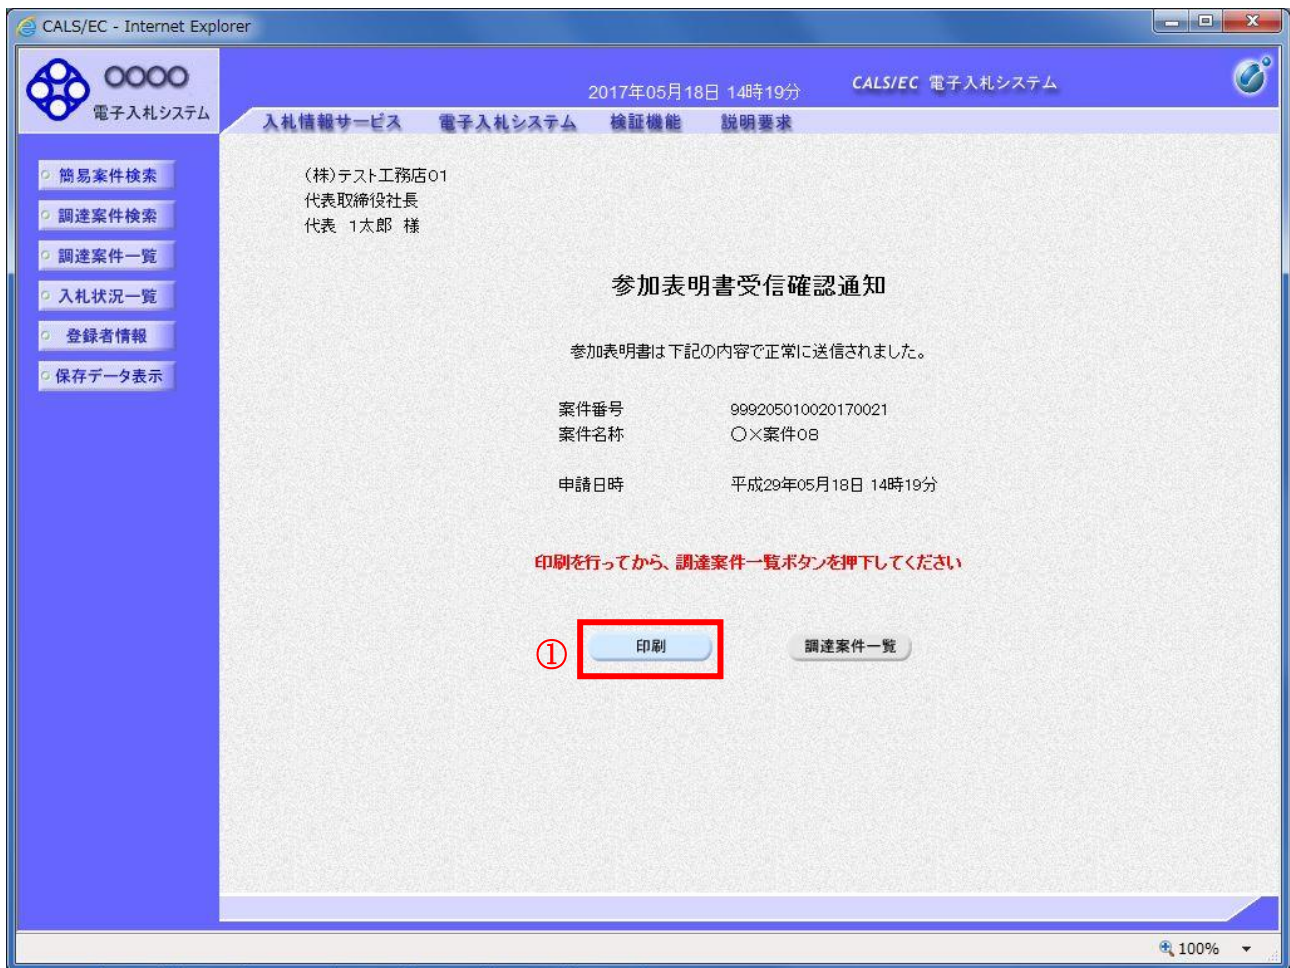 CALS/EC - Internet Explorer
○○○○
電子入札システム
2017年05月18日 14時19分
CALS/EC 電子入札システム
入札情報サービス 電子入札システム 検証機能 説明要求
簡易案件検索
調達案件検索
調達案件一覧
入札状況一覧
登録者情報
保存データ表示
(株)テスト工務店01
代表取締役社長
代表 1太郎 様
参加表明書受信確認通知
参加表明書は下記の内容で正常に送信されました。
案件番号 999205010020170021
案件名称 ○×案件08
申請日時 平成29年05月18日 14時19分
印刷を行ってから、調達案件一覧ボタンを押下してください
① 印刷 調達案件一覧
100%